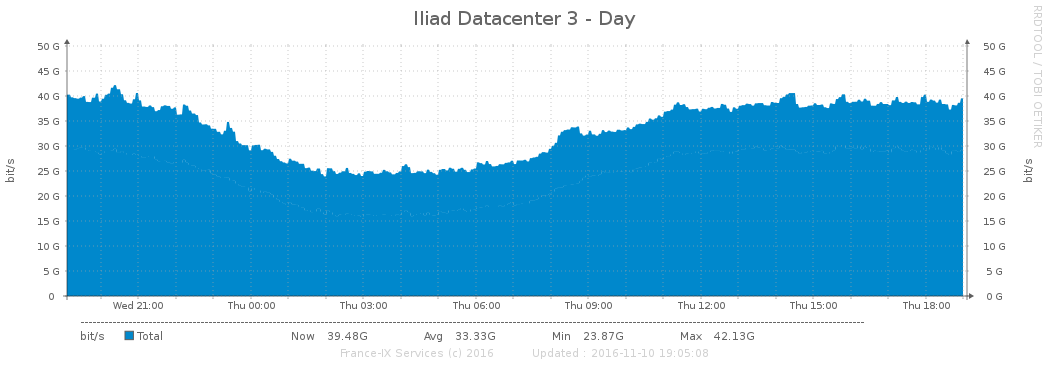 Iliad Datacenter 3 - Day
RRDTOOL / TOBI OETIKER
bit/s
50 G 50 G
45 G 45 G
40 G 40 G
35 G 35 G
30 G 30 G
25 G 25 G
20 G 20 G
15 G 15 G
10 G 10 G
5 G 5 G
0 0 G
bit/s
Wed 21:00 Thu 00:00 Thu 03:00 Thu 06:00 Thu 09:00 Thu 12:00 Thu 15:00 Thu 18:00
bit/s Total Now 39.48G Avg 33.33G Min 23.87G Max 42.13G
France-IX Services (c) 2016 Updated : 2016-11-10 19:05:08